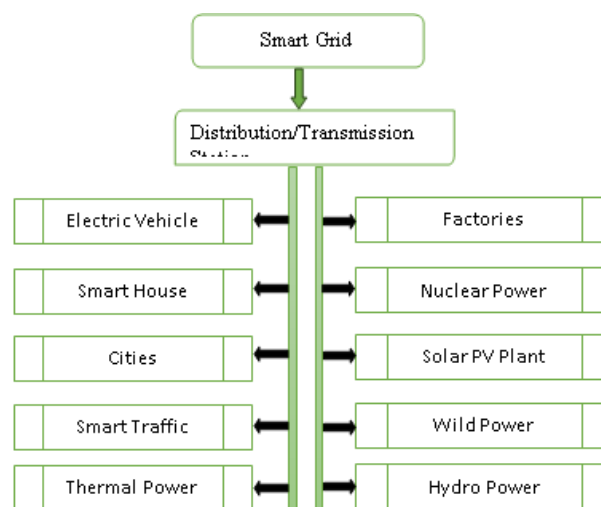 Smart Grid
Distribution/Transmission
Electric Vehicle
Factories
Smart House
Nuclear Power
Cities
Solar PV Plant
Smart Traffic
Wild Power
Thermal Power
Hydro Power